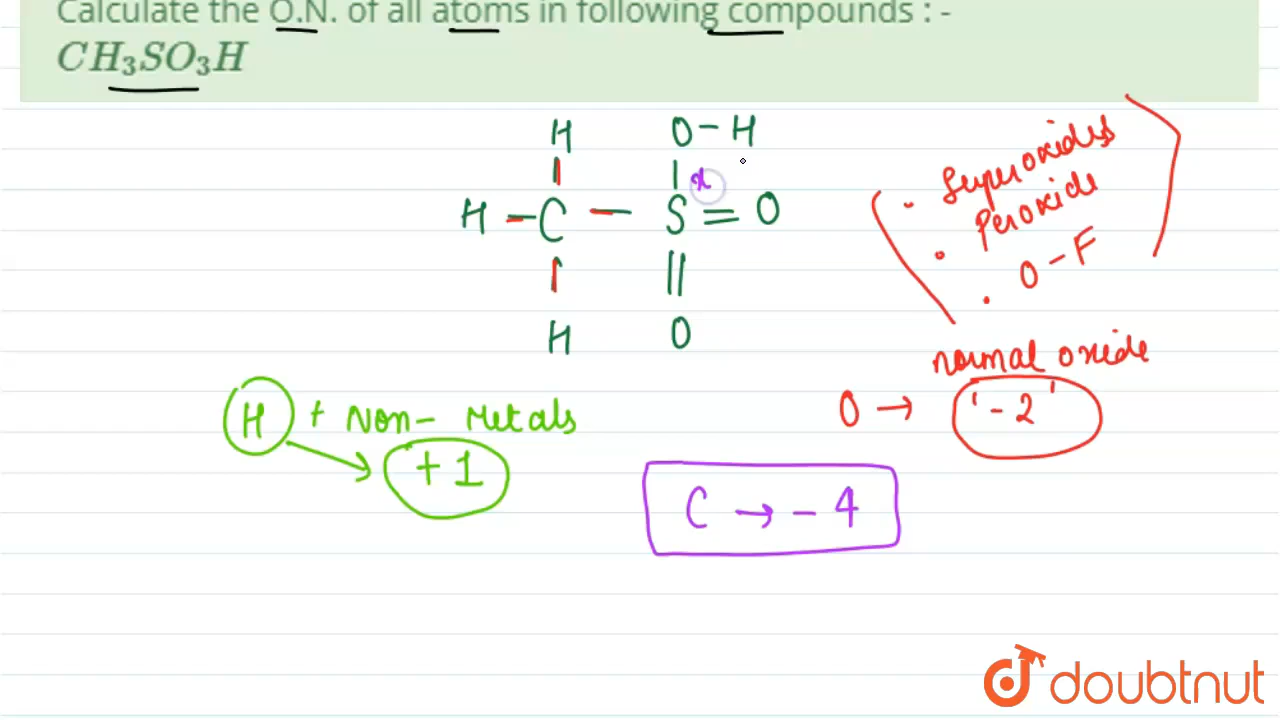 Calculate the O.N. of all atoms in following compounds : -
CH₃SO₃H
H O - H
x
H - C - S = O
H O
• Superoxides
• Peroxide
• O - F
normal oxide
O → '-2'
H + Non- Metals
+1
C → - 4
doubtnut